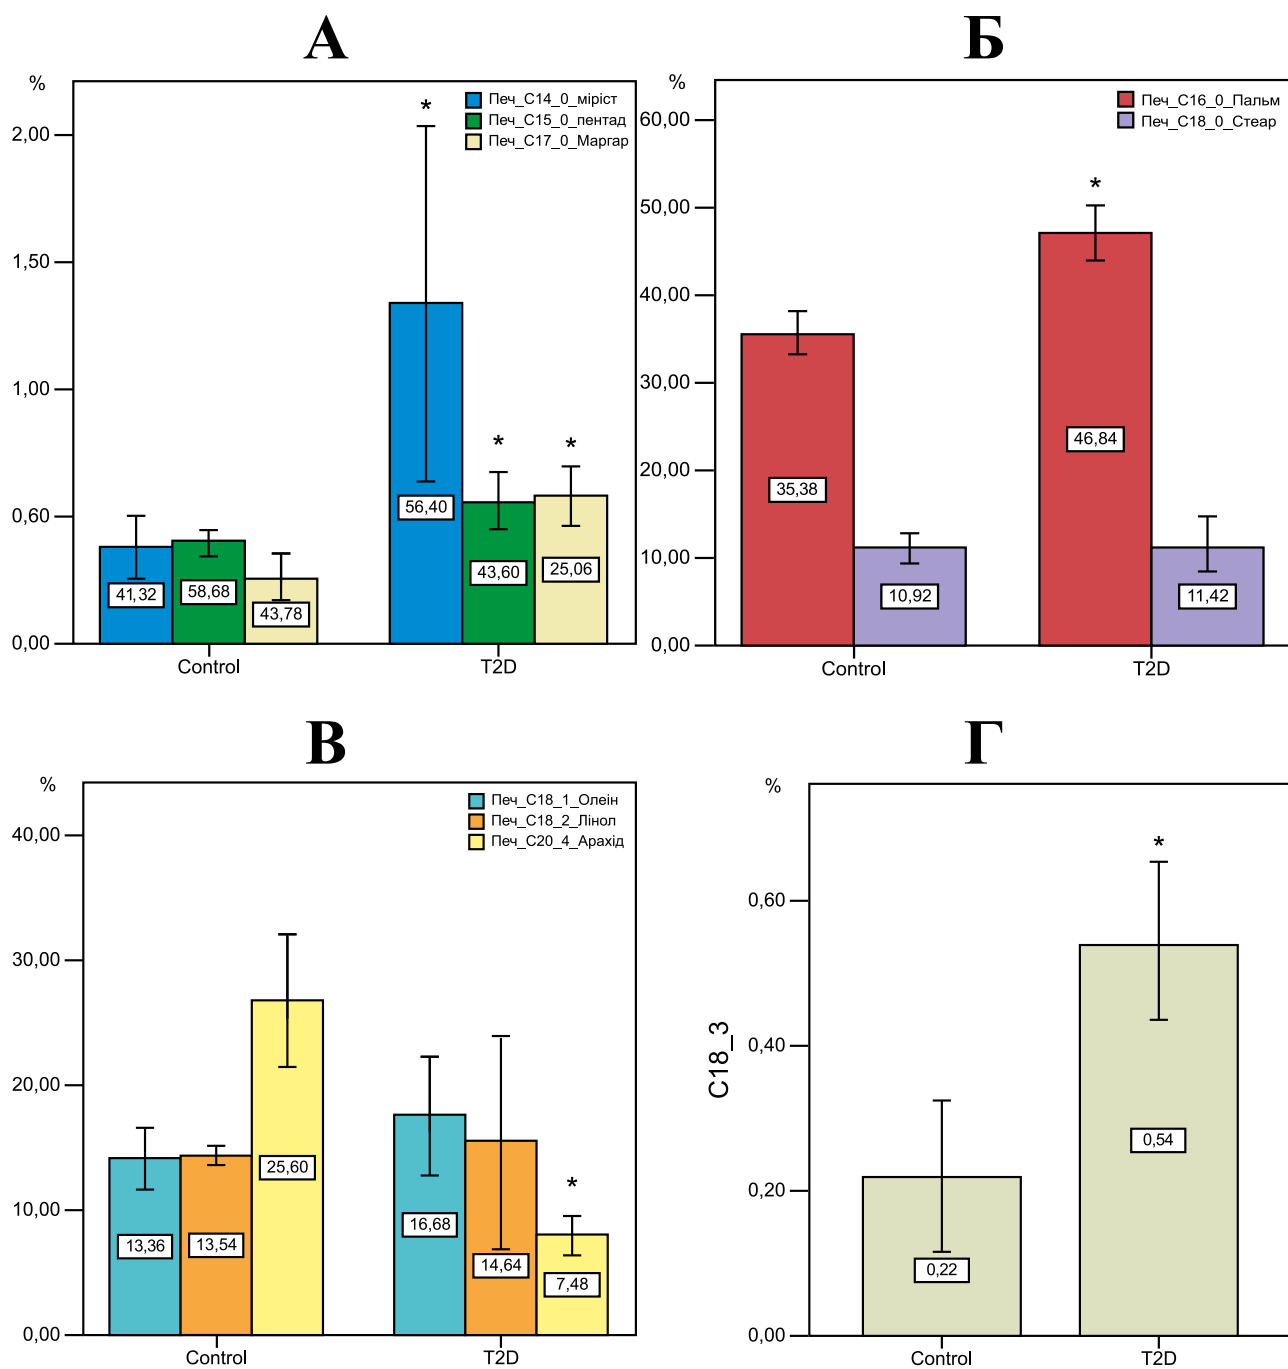 А
%
Печ_C14_0_міріст
Печ_C15_0_пентад
Печ_C17_0_Маргар
2,00
1,50
1,00
0,60
0,00
*
*
*
41,32
58,68
43,78
56,40
43,60
25,06
Control
T2D
Б
%
Печ_C16_0_Пальм
Печ_C18_0_Стеар
60,00
50,00
40,00
30,00
20,00
10,00
0,00
*
35,38
10,92
46,84
11,42
Control
T2D
В
%
Печ_C18_1_Олеін
Печ_C18_2_Лінол
Печ_C20_4_Арахід
40,00
30,00
20,00
10,00
0,00
*
13,36
13,54
25,60
16,68
14,64
7,48
Control
T2D
Г
%
C18_3
0,60
0,40
0,20
0,00
*
0,22
0,54
Control
T2D